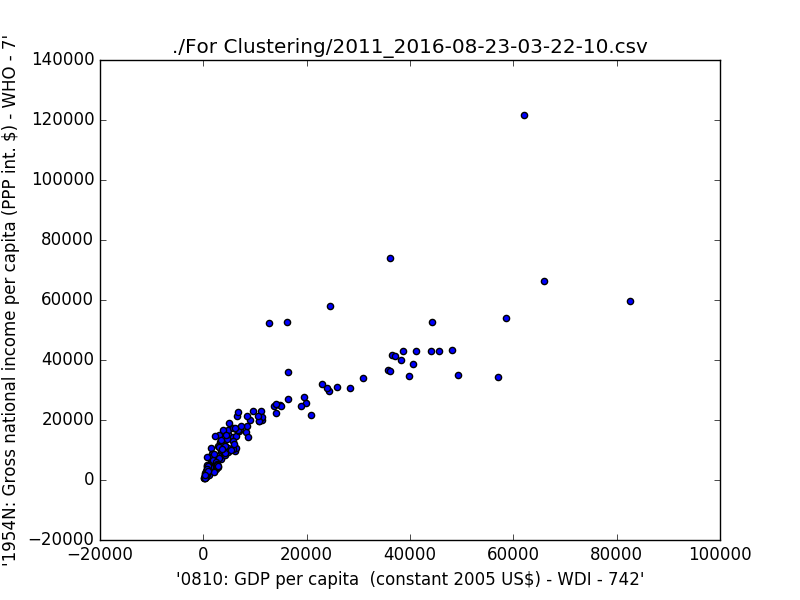 ./For Clustering/2011_2016-08-23-03-22-10.csv
'1954N: Gross national income per capita (PPP int. $) - WHO - 7'
140000
120000
100000
80000
60000
40000
20000
0
−20000
−20000 0 20000 40000 60000 80000 100000
'0810: GDP per capita  (constant 2005 US$) - WDI - 742'